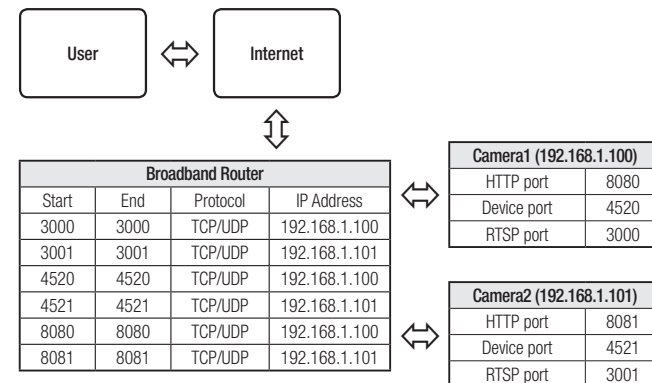 User
Internet
Broadband Router
Start End Protocol IP Address
3000 3000 TCP/UDP 192.168.1.100
3001 3001 TCP/UDP 192.168.1.101
4520 4520 TCP/UDP 192.168.1.100
4521 4521 TCP/UDP 192.168.1.101
8080 8080 TCP/UDP 192.168.1.100
8081 8081 TCP/UDP 192.168.1.101
Camera1 (192.168.1.100)
HTTP port 8080
Device port 4520
RTSP port 3000
Camera2 (192.168.1.101)
HTTP port 8081
Device port 4521
RTSP port 3001